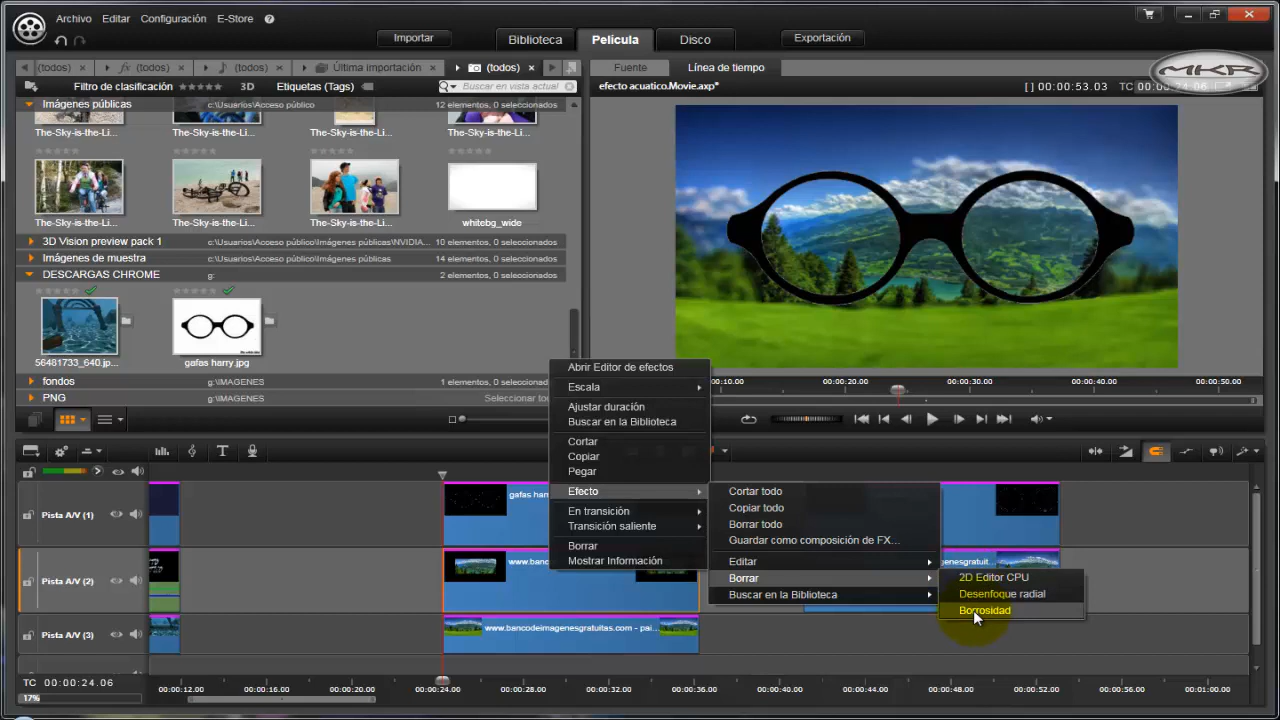 Archivo Editar Configuración E-Store ?
Importar Biblioteca Película Disco Exportación
(todos) fx (todos) (todos) Última importación (todos)
Fuente Línea de tiempo
MKR
Filtro de clasificación 3D Etiquetas (Tags) Buscar en vista actual
efecto acuatico.Movie.axp* [ ] 00:00:53.03 TC 00:00:24.06
Imágenes públicas c:\Usuarios\Acceso público 12 elementos, 0 seleccionados
The-Sky-is-the-Li... The-Sky-is-the-Li... The-Sky-is-the-Li... The-Sky-is-the-Li...
The-Sky-is-the-Li... The-Sky-is-the-Li... The-Sky-is-the-Li... whitebg_wide
3D Vision preview pack 1 c:\Usuarios\Acceso público\Imágenes públicas\NVIDIA... 10 elementos, 0 seleccionados
Imágenes de muestra c:\Usuarios\Acceso público\Imágenes públicas 14 elementos, 0 seleccionados
DESCARGAS CHROME g: 2 elementos, 0 seleccionados
56481733_640.jp... gafas harry.jpg
fondos g:\IMAGENES
PNG g:\IMAGENES Seleccionar todo
00:00:10.00 00:00:20.00 00:00:30.00 00:00:40.00 00:00:50.00
Abrir Editor de efectos
Escala
Ajustar duración
Buscar en la Biblioteca
Cortar
Copiar
Pegar
Efecto
En transición
Transición saliente
Borrar
Mostrar Información
Cortar todo
Copiar todo
Borrar todo
Guardar como composición de FX...
Editar
Borrar
Buscar en la Biblioteca
2D Editor CPU
Desenfoque radial
Borrosidad
Pista A/V (1) gafas harr
Pista A/V (2) www.banc genesgratuit...
Pista A/V (3) www.bancodeimagenesgratuitas.com - pai...
TC 00:00:24.06
17%
00:00:12.00 00:00:16.00 00:00:20.00 00:00:24.00 00:00:28.00 00:00:32.00 00:00:36.00 00:00:40.00 00:00:44.00 00:00:48.00 00:00:52.00 00:00:56.00 00:01:00.00